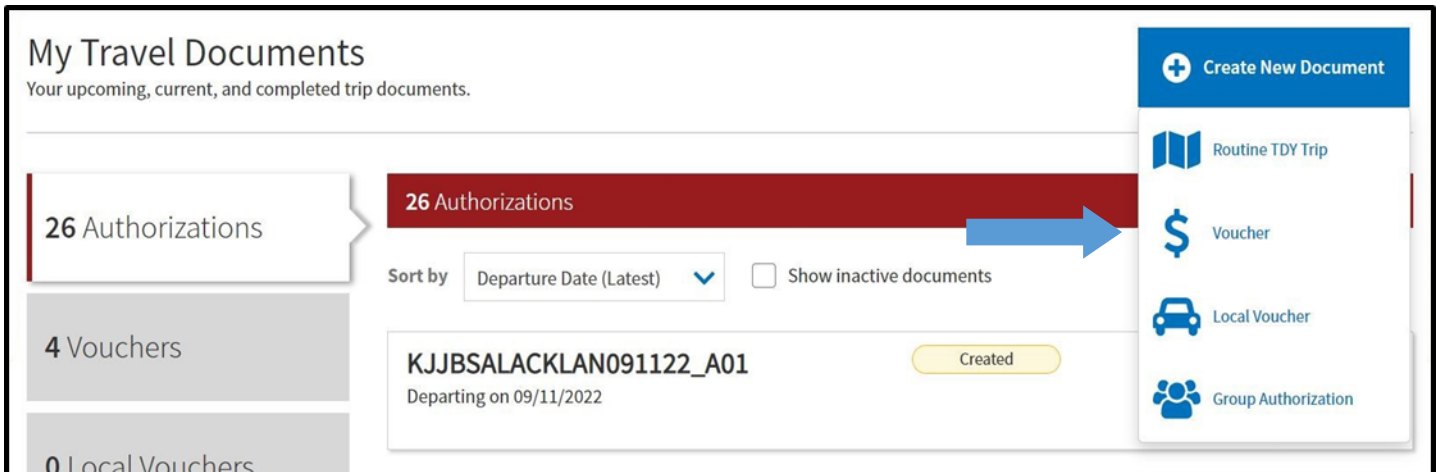 My Travel Documents
Your upcoming, current, and completed trip documents.
Create New Document
Routine TDY Trip
Voucher
Local Voucher
Group Authorization
26 Authorizations
4 Vouchers
0 Local Vouchers
26 Authorizations
Sort by Departure Date (Latest) Show inactive documents
KJJBSALACKLAN091122_A01 Created
Departing on 09/11/2022